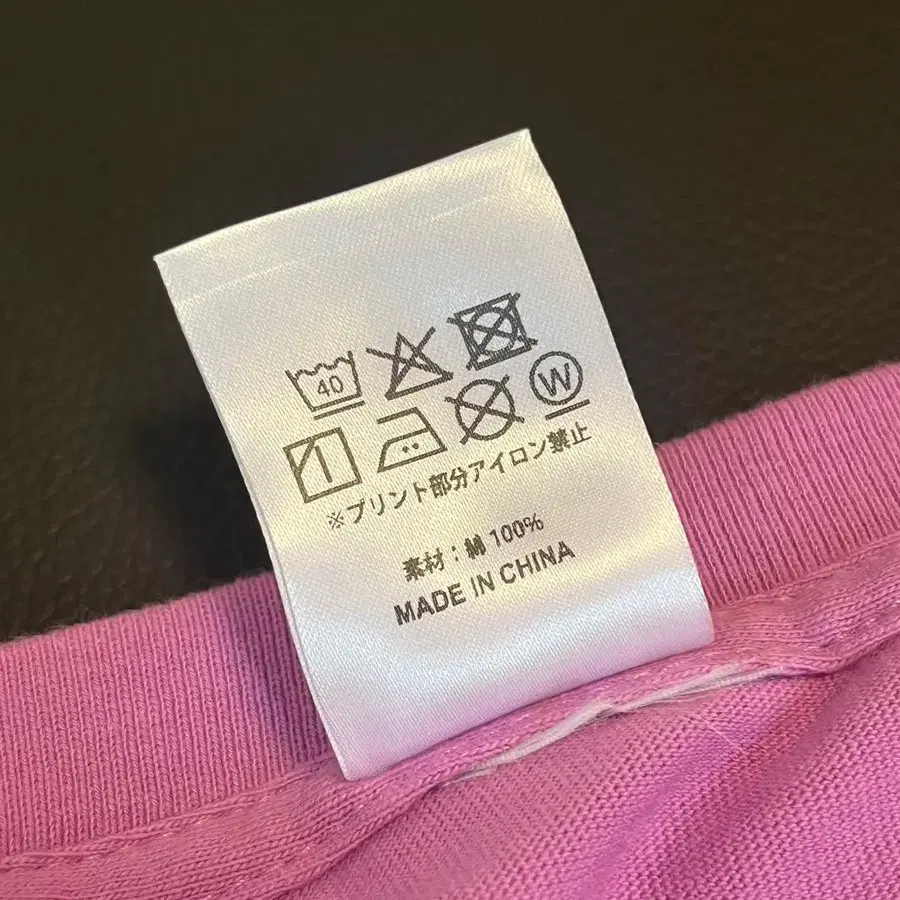 40
W
※プリント部分アイロン禁止
素材：綿 100%
MADE IN CHINA